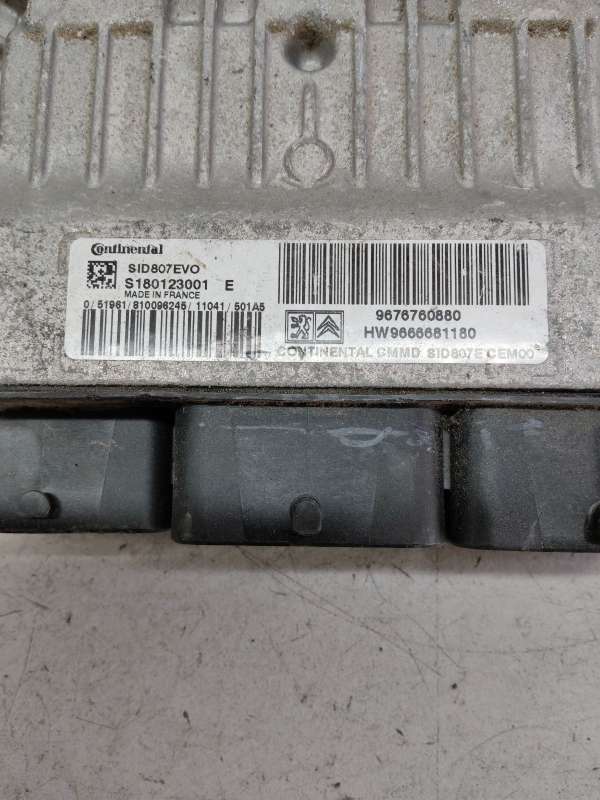 Continental
SID807EVO
S180123001 E
MADE IN FRANCE
0/51961/810096245/11041/501A5
9676760880
HW9666681180
CONTINENTAL CMMD SID807E CEM00